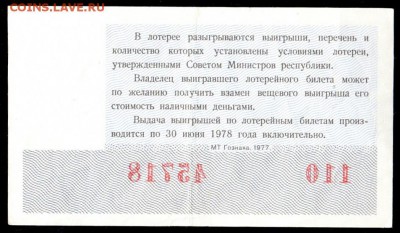 COINS.LAVE.RU
В лотерее разыгрываются выигрыши, перечень и
количество которых установлены условиями лотереи,
утвержденными Советом Министров республики.
Владелец выигравшего лотерейного билета может
по желанию получить взамен вещевого выигрыша его
стоимость наличными деньгами.
Выдача выигрышей по лотерейным билетам произ-
водится по 30 июня 1978 года включительно.
МТ Гознака. 1977.
45718 110